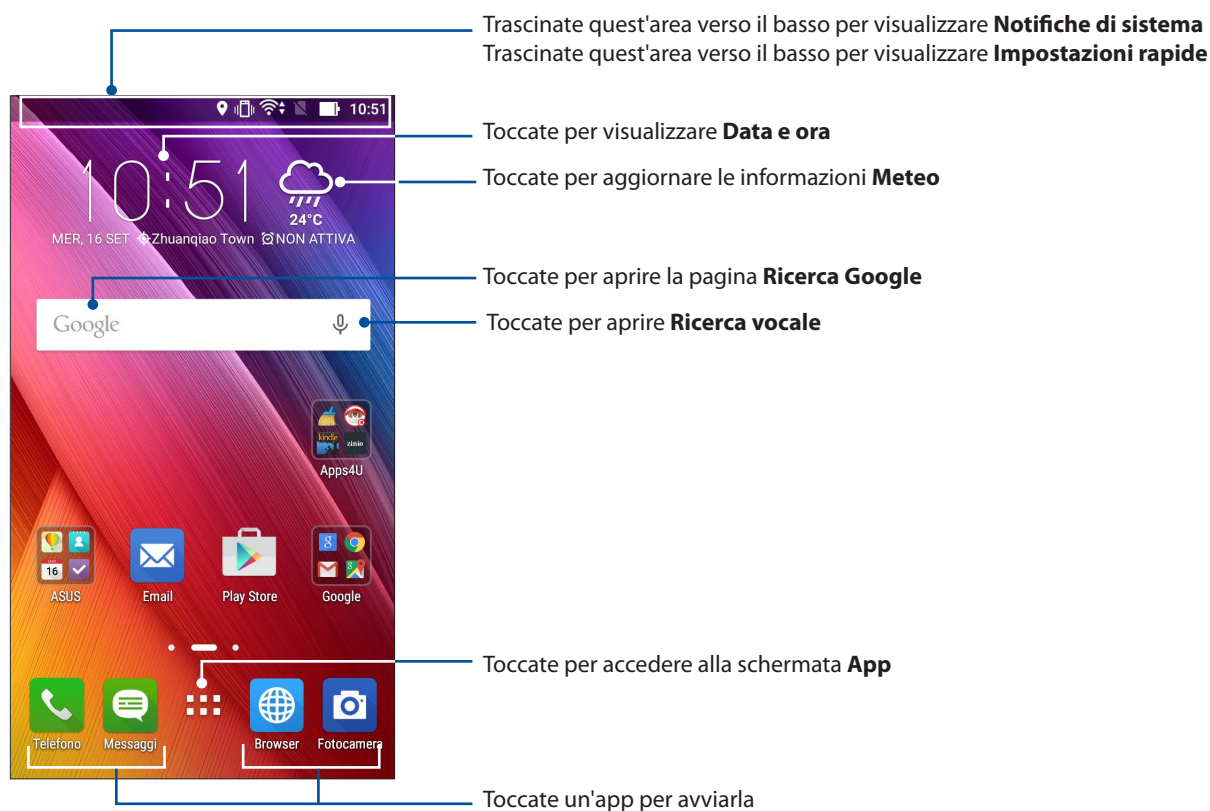 Trascinate quest'area verso il basso per visualizzare Notifiche di sistema
Trascinate quest'area verso il basso per visualizzare Impostazioni rapide
10:51
Toccate per visualizzare Data e ora
10:51
Toccate per aggiornare le informazioni Meteo
24°C
MER, 16 SET Zhuanqiao Town NON ATTIVA
Toccate per aprire la pagina Ricerca Google
Google
Toccate per aprire Ricerca vocale
kindle
zinio
Apps4U
8
16
8
ASUS
Email
Play Store
Google
Toccate per accedere alla schermata App
Telefono
Messaggi
Browser
Fotocamera
Toccate un'app per avviarla